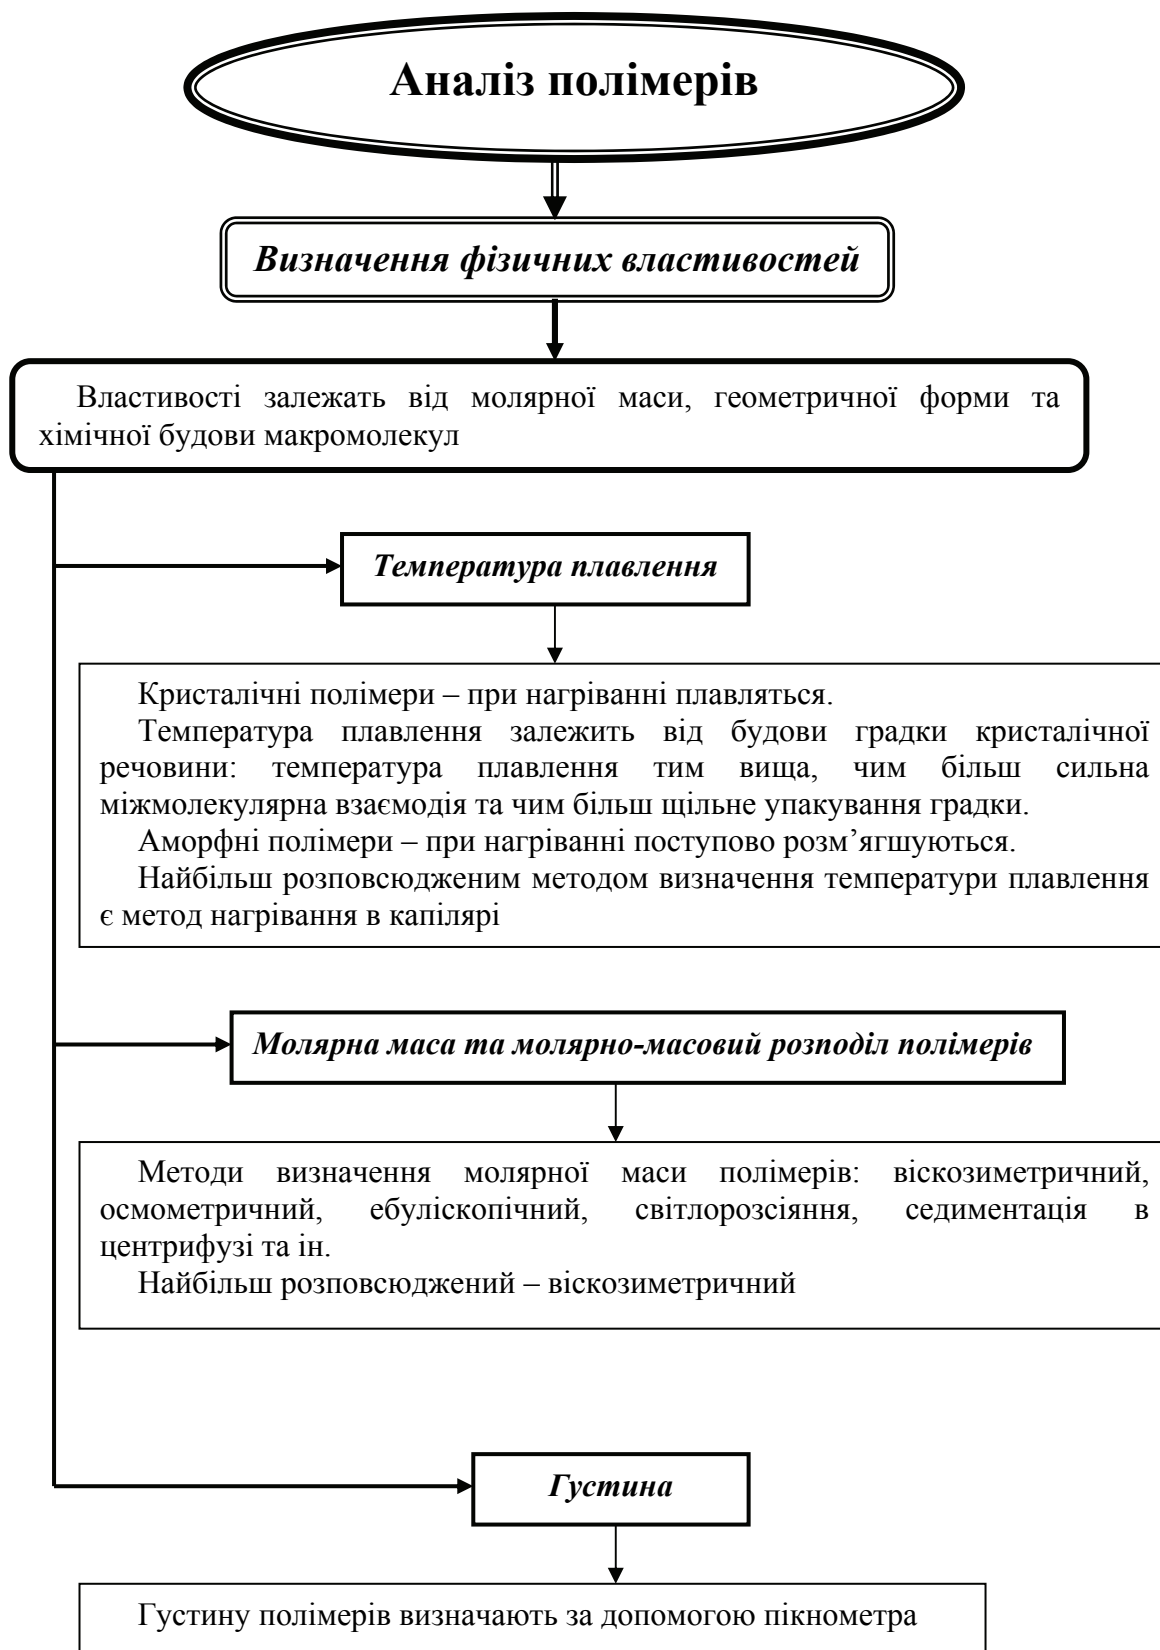 Аналіз полімерів
Визначення фізичних властивостей
Властивості залежать від молярної маси, геометричної форми та
хімічної будови макромолекул
Температура плавлення
Кристалічні полімери – при нагріванні плавляться.
Температура плавлення залежить від будови градки кристалічної
речовини: температура плавлення тим вища, чим більш сильна
міжмолекулярна взаємодія та чим більш щільне упакування градки.
Аморфні полімери – при нагріванні поступово розм’ягшуються.
Найбільш розповсюдженим методом визначення температури плавлення
є метод нагрівання в капілярі
Молярна маса та молярно-масовий розподіл полімерів
Методи визначення молярної маси полімерів: віскозиметричний,
осмометричний, ебуліскопічний, світлорозсіяння, седиментація в
центрифузі та ін.
Найбільш розповсюджений – віскозиметричний
Густина
Густину полімерів визначають за допомогою пікнометра